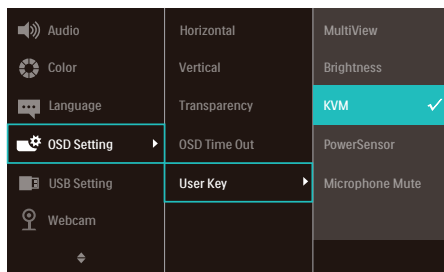 Audio
Color
Language
OSD Setting
USB Setting
Webcam
Horizontal
Vertical
Transparency
OSD Time Out
User Key
MultiView
Brightness
KVM
PowerSensor
Microphone Mute